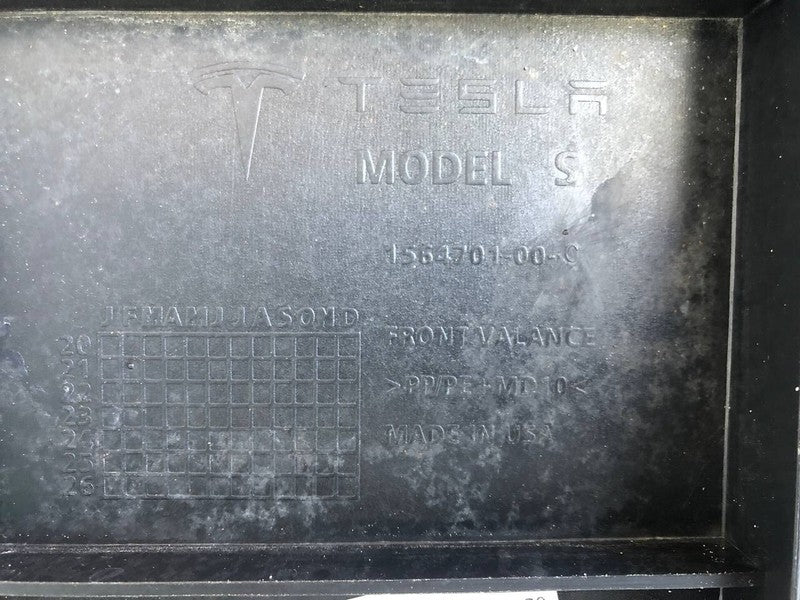 TESLA
MODEL S
1564701-00-C
J F M A M J J A S O N D
20
21
22
23
24
25
26
FRONT VALANCE
>PP/PE+MD10<
MADE IN USA